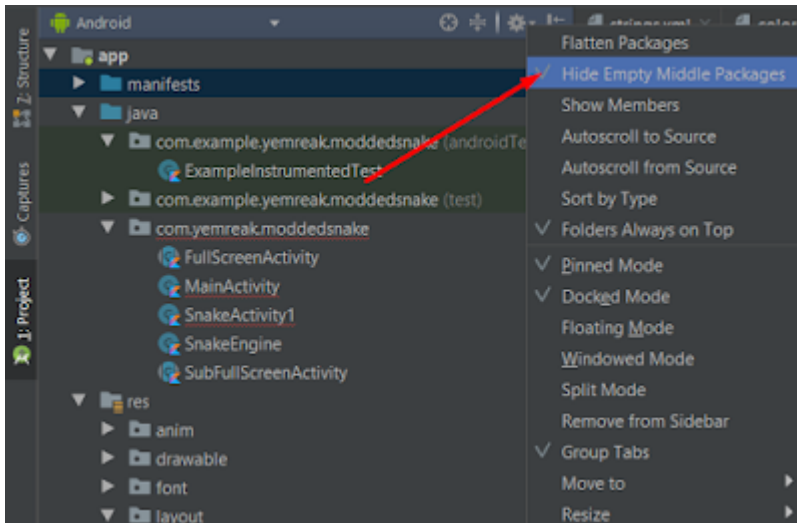 Z: Structure
Captures
1: Project
Android
app
manifests
java
com.example.yemreak.moddedsnake (androidTe
ExampleInstrumentedTest
com.example.yemreak.moddedsnake (test)
com.yemreak.moddedsnake
FullScreenActivity
MainActivity
SnakeActivity1
SnakeEngine
SubFullScreenActivity
res
anim
drawable
font
layout
strings.xml
Flatten Packages
Hide Empty Middle Packages
Show Members
Autoscroll to Source
Autoscroll from Source
Sort by Type
Folders Always on Top
Pinned Mode
Docked Mode
Floating Mode
Windowed Mode
Split Mode
Remove from Sidebar
Group Tabs
Move to
Resize